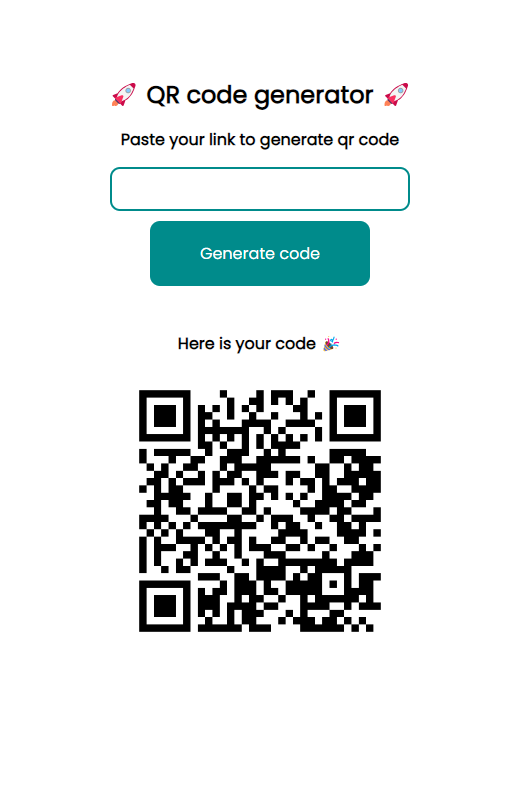 🚀 QR code generator 🚀
Paste your link to generate qr code
Generate code
Here is your code 🎉